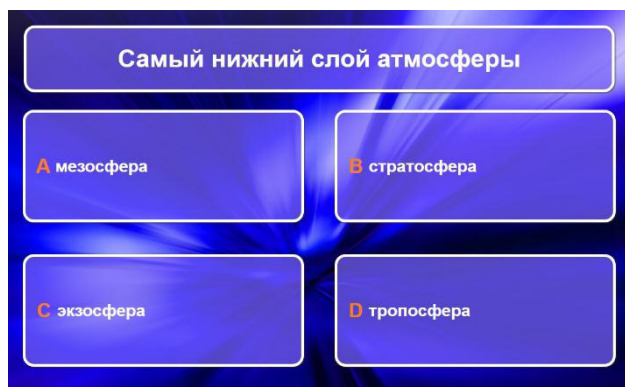 Самый нижний слой атмосферы
A мезосфера
B стратосфера
C экзосфера
D тропосфера